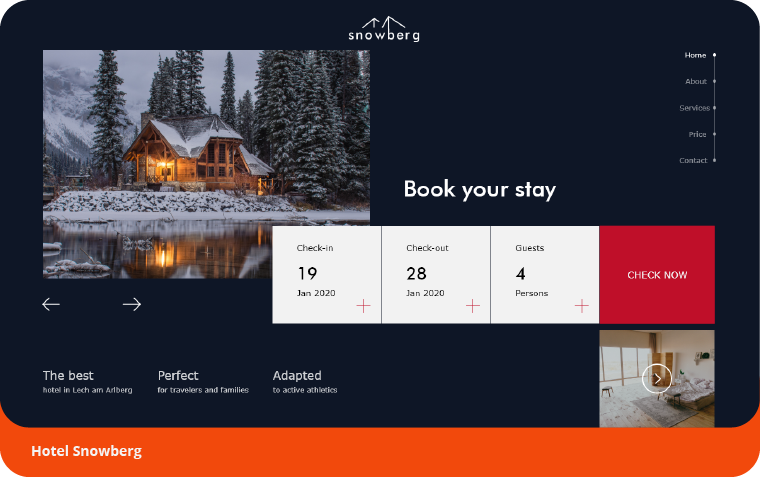 snowberg
Home
About
Services
Price
Contact
Book your stay
Check-in
19
Jan 2020
Check-out
28
Jan 2020
Guests
4
Persons
CHECK NOW
The best
hotel in Lech am Arlberg
Perfect
for travelers and families
Adapted
to active athletics
Hotel Snowberg